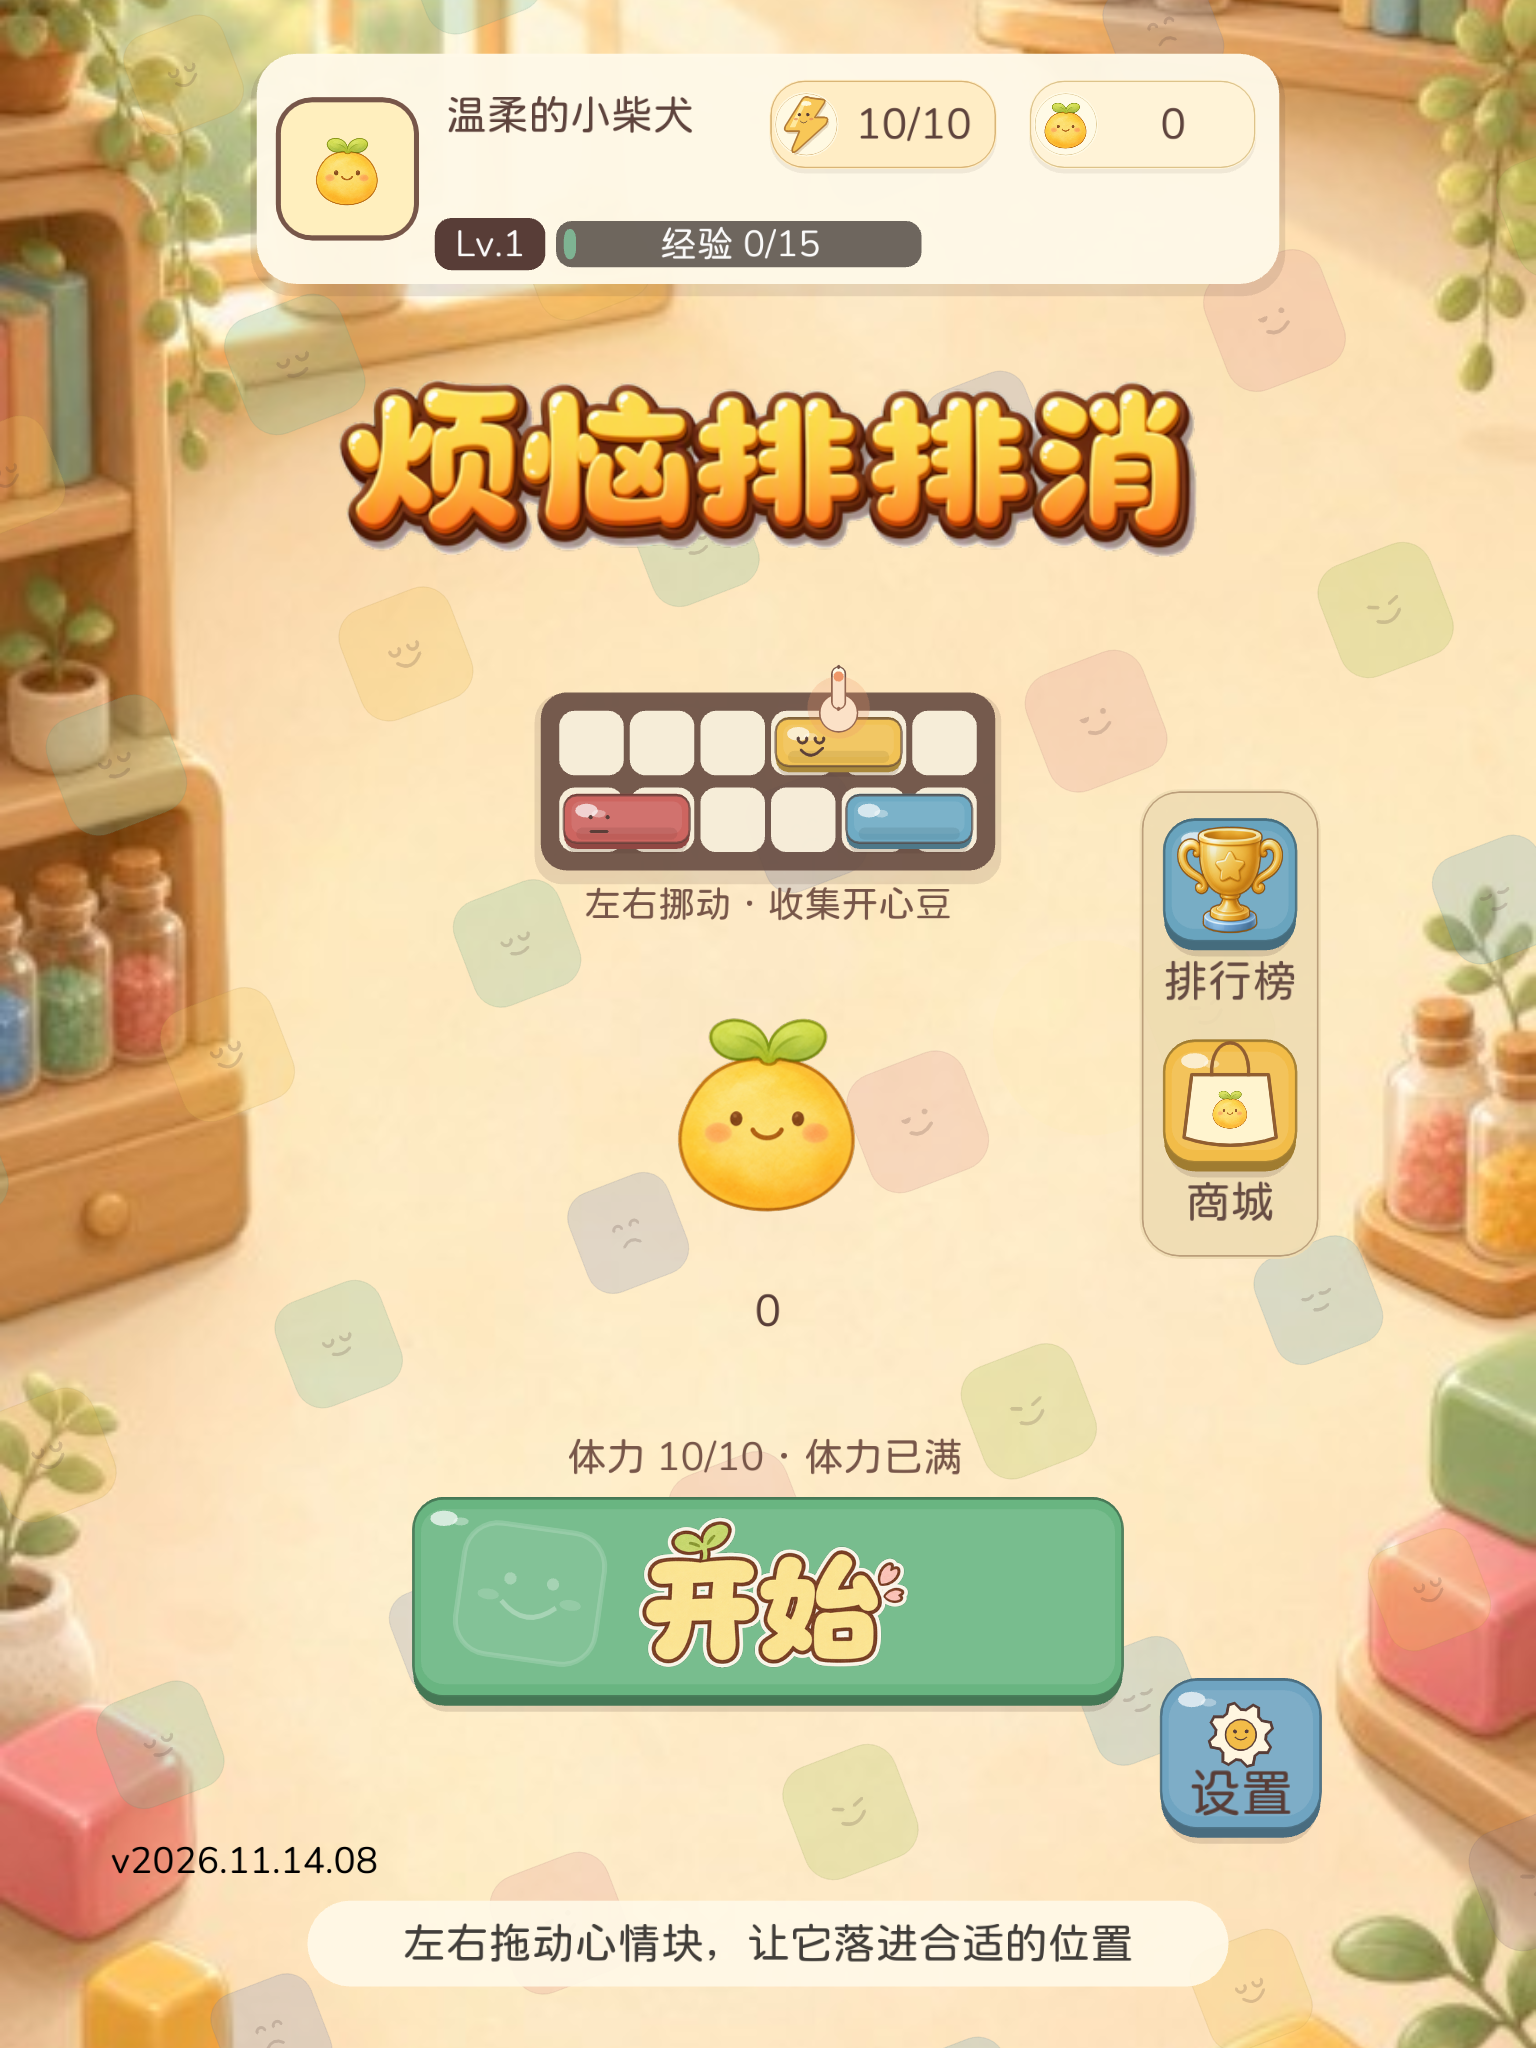 温柔的小柴犬
10/10
0
Lv.1
经验 0/15
烦恼排排消
左右挪动 · 收集开心豆
排行榜
商城
0
体力 10/10 · 体力已满
开始
设置
v2026.11.14.08
左右拖动心情块，让它落进合适的位置